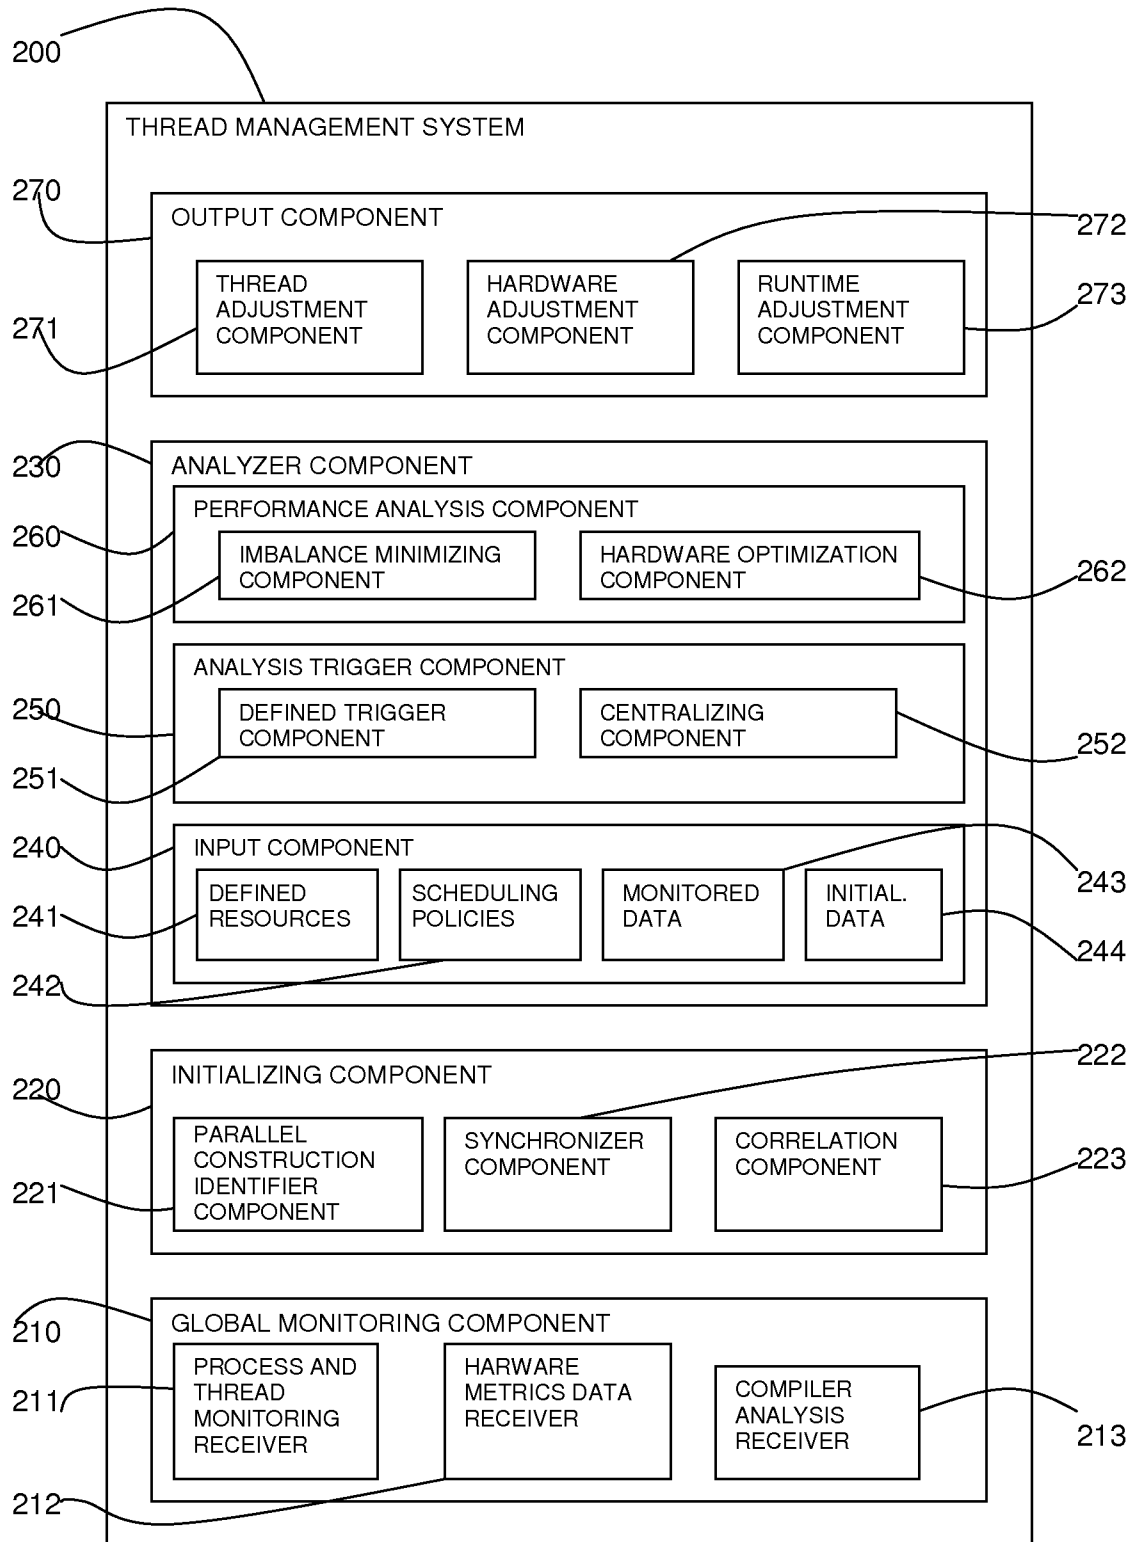 200
THREAD MANAGEMENT SYSTEM
270
OUTPUT COMPONENT
272
THREAD
ADJUSTMENT
COMPONENT
HARDWARE
ADJUSTMENT
COMPONENT
RUNTIME
ADJUSTMENT
COMPONENT
271
273
230
ANALYZER COMPONENT
PERFORMANCE ANALYSIS COMPONENT
260
IMBALANCE MINIMIZING
COMPONENT
HARDWARE OPTIMIZATION
COMPONENT
261
262
ANALYSIS TRIGGER COMPONENT
250
DEFINED TRIGGER
COMPONENT
CENTRALIZING
COMPONENT
251
252
240
INPUT COMPONENT
DEFINED
RESOURCES
SCHEDULING
POLICIES
MONITORED
DATA
INITIAL.
DATA
241
243
242
244
INITIALIZING COMPONENT
220
222
PARALLEL
CONSTRUCTION
IDENTIFIER
COMPONENT
SYNCHRONIZER
COMPONENT
CORRELATION
COMPONENT
221
223
210
GLOBAL MONITORING COMPONENT
PROCESS AND
THREAD
MONITORING
RECEIVER
HARWARE
METRICS DATA
RECEIVER
COMPILER
ANALYSIS
RECEIVER
211
213
212